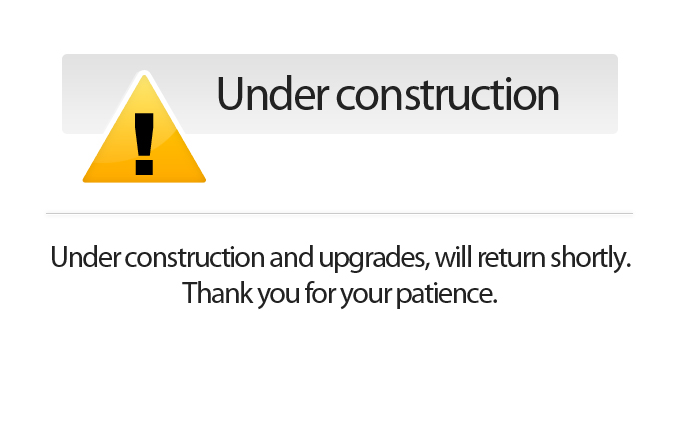 Under construction
!
Under construction and upgrades, will return shortly.
Thank you for your patience.